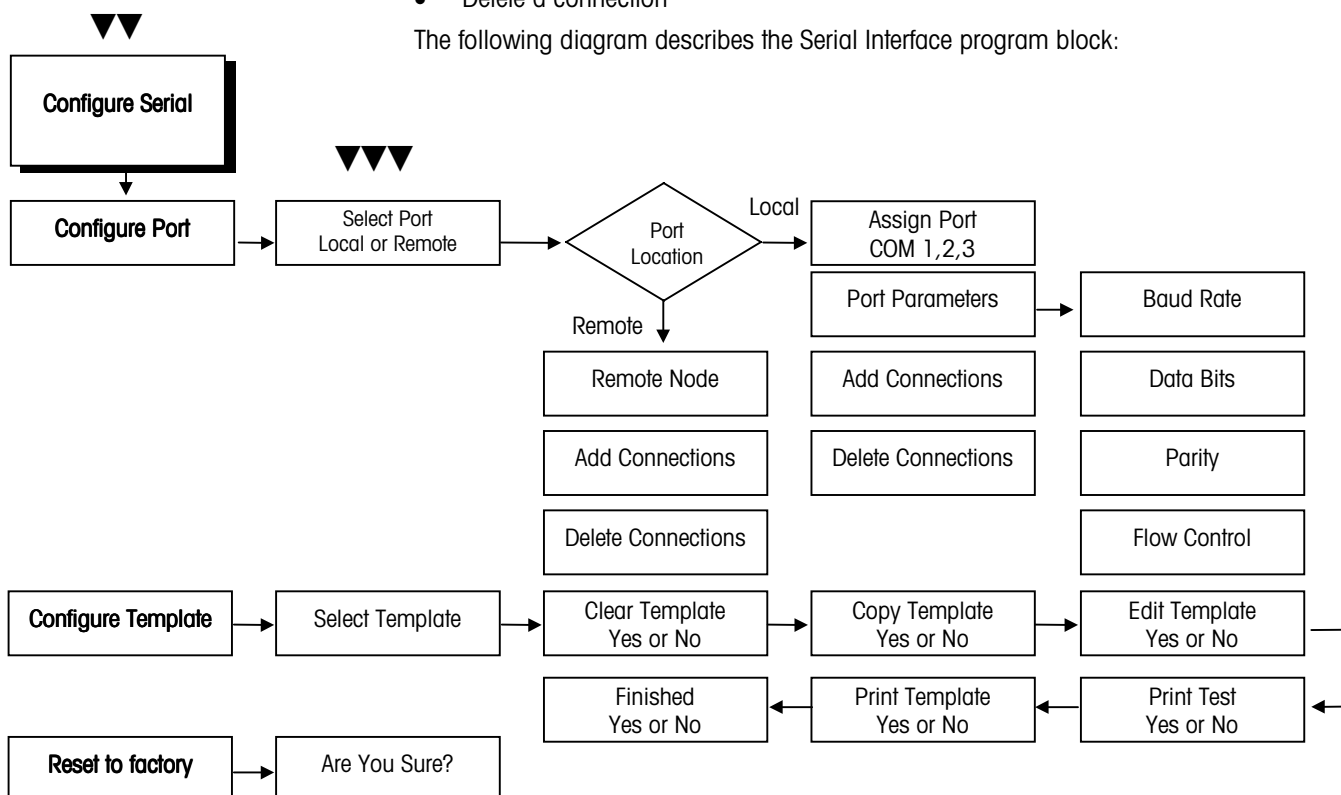 • Delete a connection
The following diagram describes the Serial Interface program block:
Configure Serial
Configure Port
Select Port
Local or Remote
Port
Location
Local
Assign Port
COM 1,2,3
Port Parameters
Baud Rate
Remote
Remote Node
Add Connections
Data Bits
Add Connections
Delete Connections
Parity
Delete Connections
Flow Control
Configure Template
Select Template
Clear Template
Yes or No
Copy Template
Yes or No
Edit Template
Yes or No
Finished
Yes or No
Print Template
Yes or No
Print Test
Yes or No
Reset to factory
Are You Sure?